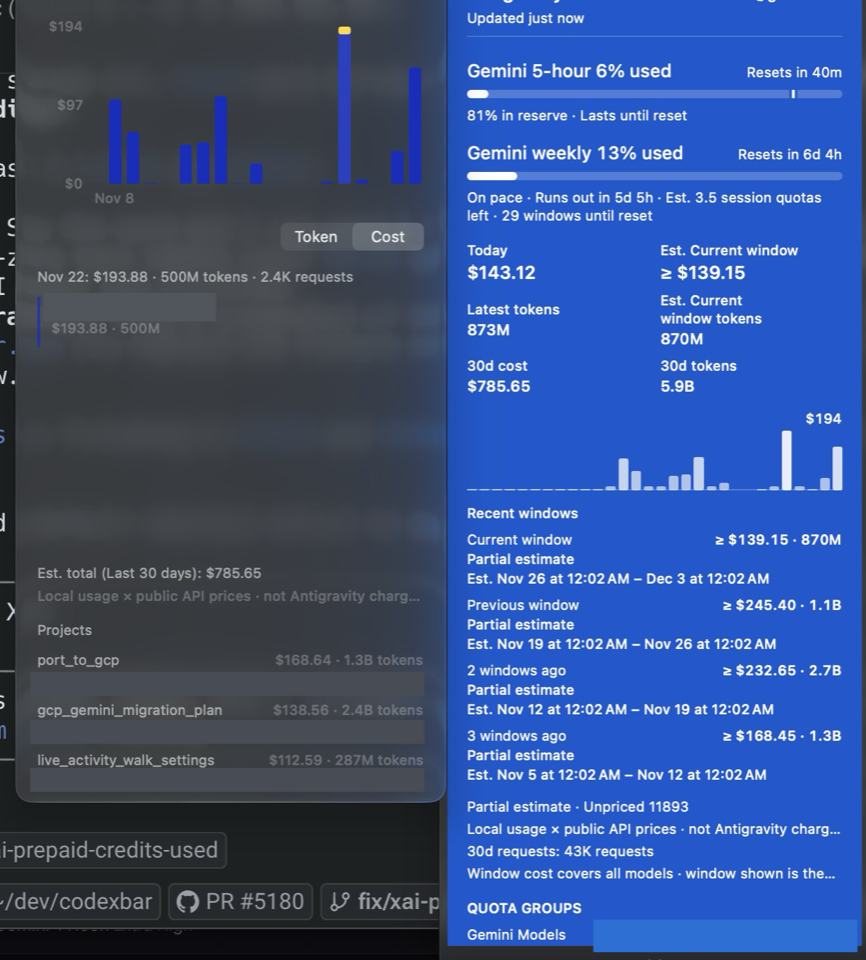 $194
$97
$0
Nov 8
Token Cost
Nov 22: $193.88 · 500M tokens · 2.4K requests
$193.88 · 500M
Est. total (Last 30 days): $785.65
Local usage × public API prices · not Antigravity charg…
Projects
port_to_gcp $168.64 · 1.3B tokens
gcp_gemini_migration_plan $138.56 · 2.4B tokens
live_activity_walk_settings $112.59 · 287M tokens
ai-prepaid-credits-used
~/dev/codexbar PR #5180 fix/xai-p
Updated just now
Gemini 5-hour 6% used Resets in 40m
81% in reserve · Lasts until reset
Gemini weekly 13% used Resets in 6d 4h
On pace · Runs out in 5d 5h · Est. 3.5 session quotas
left · 29 windows until reset
Today Est. Current window
$143.12 ≥ $139.15
Latest tokens Est. Current
window tokens
873M 870M
30d cost 30d tokens
$785.65 5.9B
$194
Recent windows
Current window ≥ $139.15 · 870M
Partial estimate
Est. Nov 26 at 12:02 AM – Dec 3 at 12:02 AM
Previous window ≥ $245.40 · 1.1B
Partial estimate
Est. Nov 19 at 12:02 AM – Nov 26 at 12:02 AM
2 windows ago ≥ $232.65 · 2.7B
Partial estimate
Est. Nov 12 at 12:02 AM – Nov 19 at 12:02 AM
3 windows ago ≥ $168.45 · 1.3B
Partial estimate
Est. Nov 5 at 12:02 AM – Nov 12 at 12:02 AM
Partial estimate · Unpriced 11893
Local usage × public API prices · not Antigravity charg…
30d requests: 43K requests
Window cost covers all models · window shown is the…
QUOTA GROUPS
Gemini Models